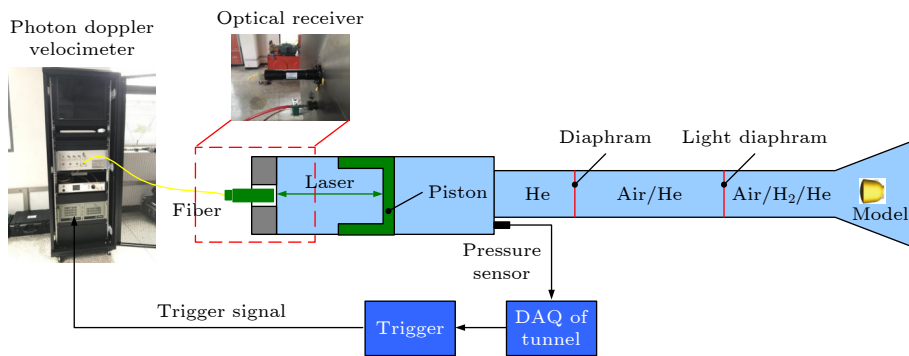 Photon doppler
velocimeter
Optical receiver
Diaphram
Light diaphram
Laser
Piston
Fiber
He
Air/He
Air/H₂/He
Model
Pressure
sensor
Trigger signal
Trigger
DAQ of
tunnel